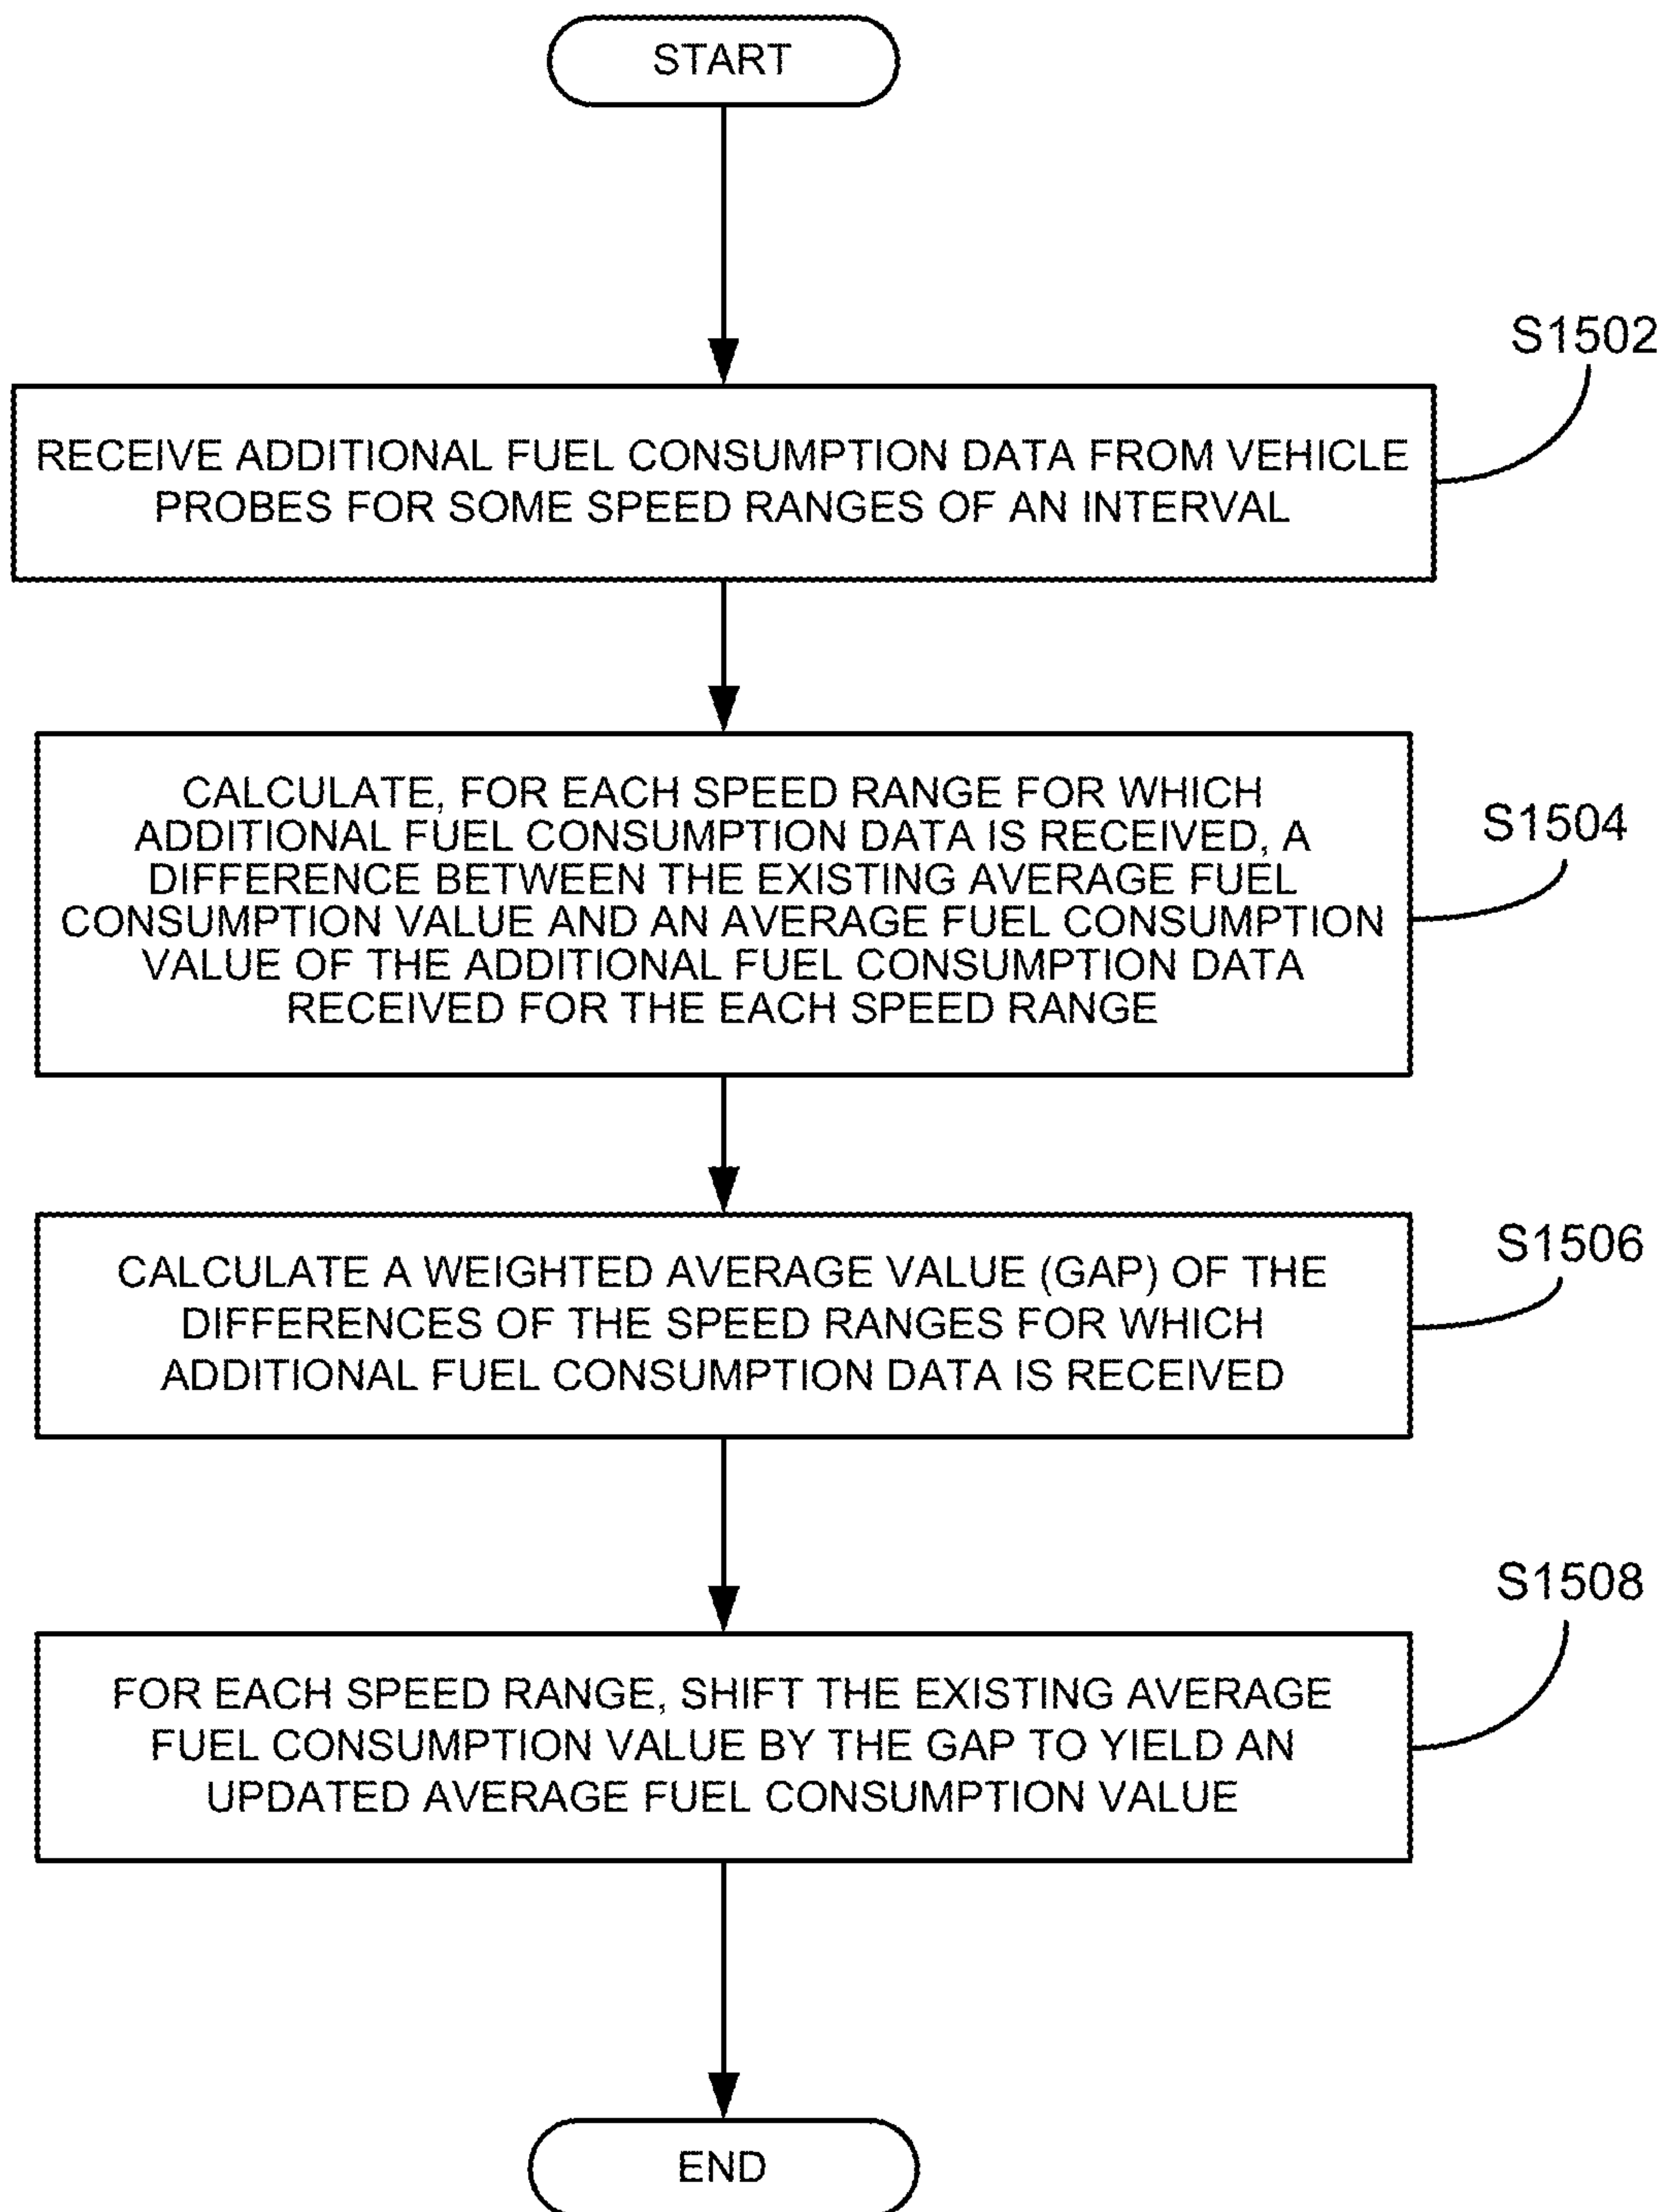 START
S1502
RECEIVE ADDITIONAL FUEL CONSUMPTION DATA FROM VEHICLE
PROBES FOR SOME SPEED RANGES OF AN INTERVAL
S1504
CALCULATE, FOR EACH SPEED RANGE FOR WHICH
ADDITIONAL FUEL CONSUMPTION DATA IS RECEIVED, A
DIFFERENCE BETWEEN THE EXISTING AVERAGE FUEL
CONSUMPTION VALUE AND AN AVERAGE FUEL CONSUMPTION
VALUE OF THE ADDITIONAL FUEL CONSUMPTION DATA
RECEIVED FOR THE EACH SPEED RANGE
S1506
CALCULATE A WEIGHTED AVERAGE VALUE (GAP) OF THE
DIFFERENCES OF THE SPEED RANGES FOR WHICH
ADDITIONAL FUEL CONSUMPTION DATA IS RECEIVED
S1508
FOR EACH SPEED RANGE, SHIFT THE EXISTING AVERAGE
FUEL CONSUMPTION VALUE BY THE GAP TO YIELD AN
UPDATED AVERAGE FUEL CONSUMPTION VALUE
END